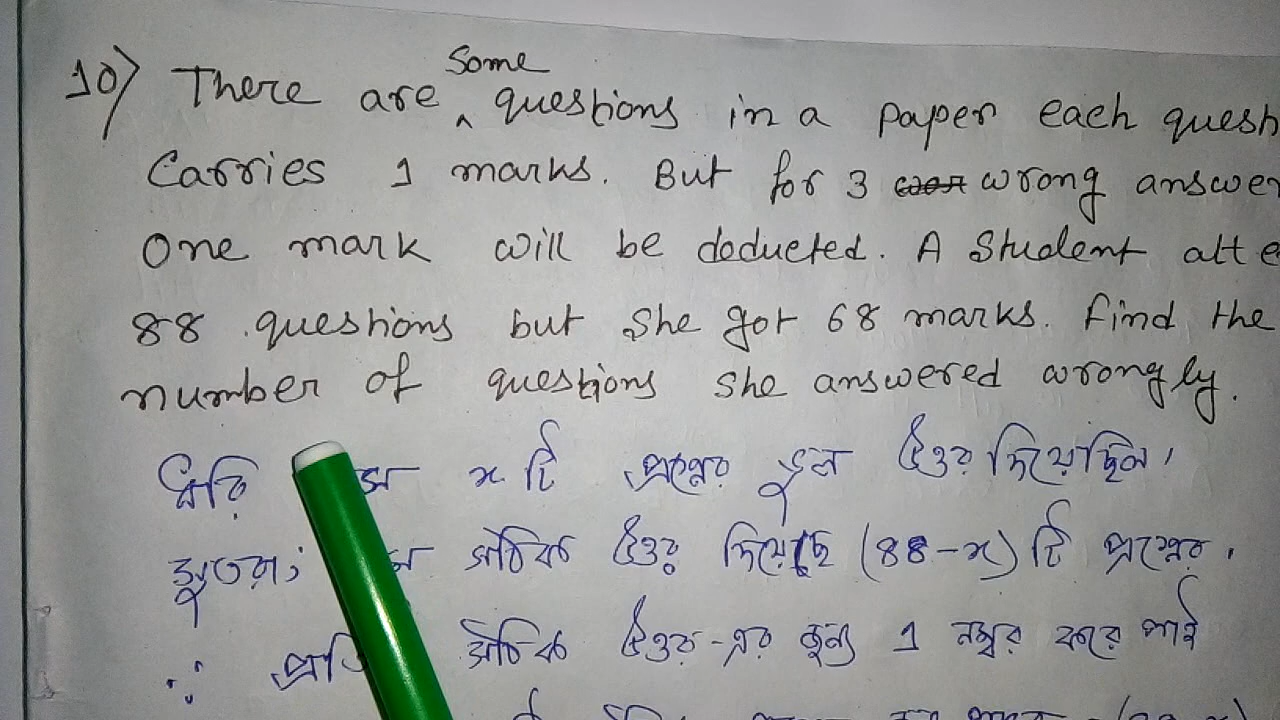 10) There are some questions in a paper each quest
Carries 1 marks. But for 3 wrong answer
One mark will be deducted. A Student atte
88 questions but she got 68 marks. Find the
number of questions she answered wrongly.
ধরি x টি প্রশ্নের ভুল উত্তর দিয়েছিল।
সুতরাং সঠিক উত্তর দিয়েছে (88-x) টি প্রশ্নের।
∵ সঠিক উত্তর-এর জন্য 1 নম্বর করে পাই